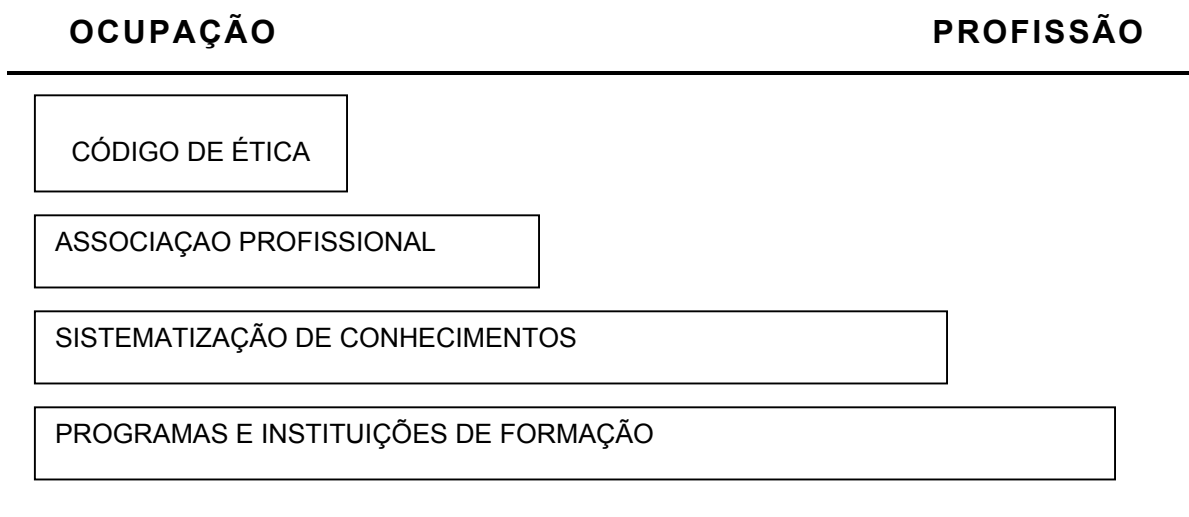 OCUPAÇÃO PROFISSÃO
CÓDIGO DE ÉTICA
ASSOCIAÇAO PROFISSIONAL
SISTEMATIZAÇÃO DE CONHECIMENTOS
PROGRAMAS E INSTITUIÇÕES DE FORMAÇÃO